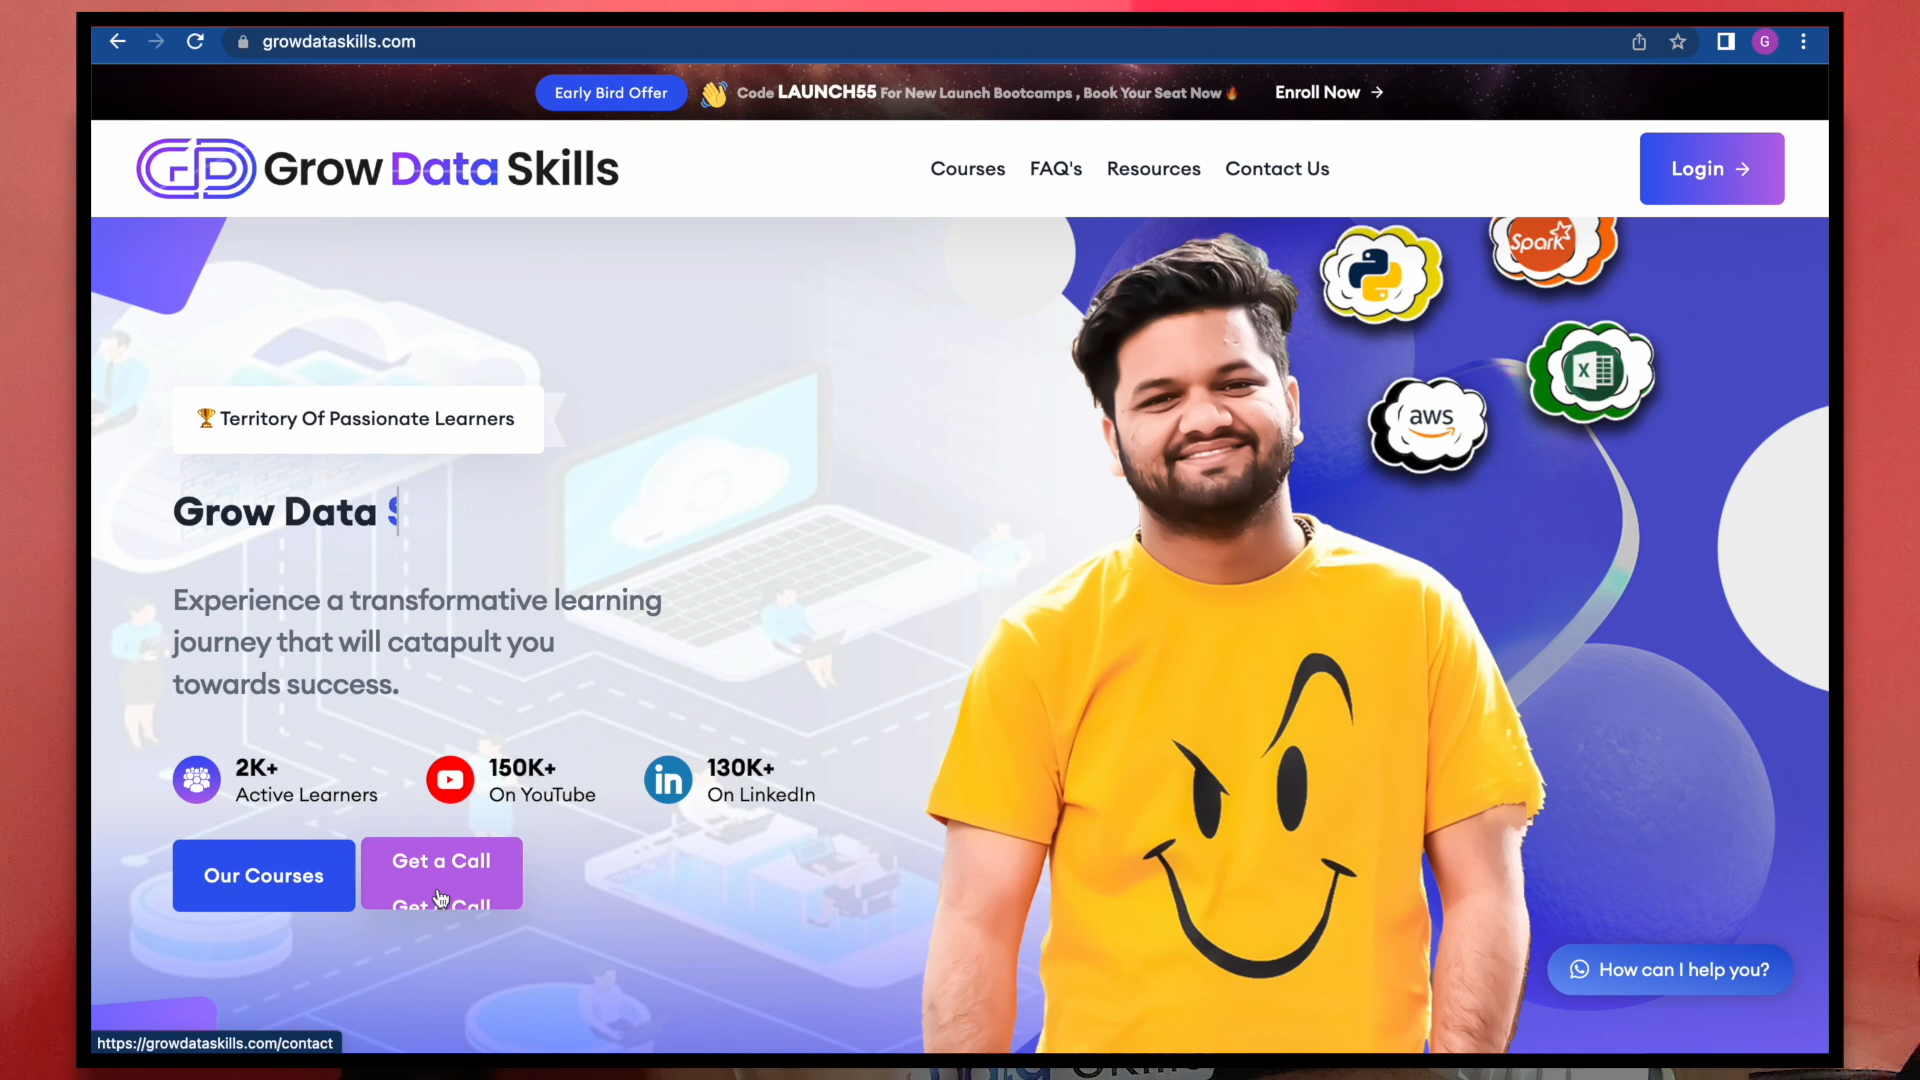 growdataskills.com
G
Early Bird Offer
👋 Code LAUNCH55 For New Launch Bootcamps , Book Your Seat Now 🔥
Enroll Now →
Grow Data Skills
Courses FAQ's Resources Contact Us
Login →
Spark
aws
X
🏆 Territory Of Passionate Learners
Grow Data S
Experience a transformative learning
journey that will catapult you
towards success.
2K+
Active Learners
150K+
On YouTube
in
130K+
On LinkedIn
Our Courses
Get a Call
How can I help you?
https://growdataskills.com/contact